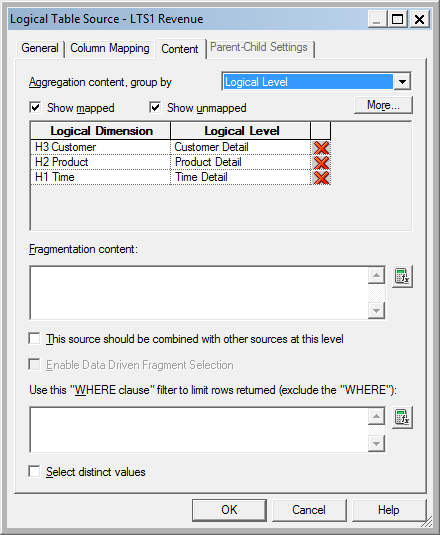 Logical Table Source - LTS1 Revenue
General Column Mapping Content Parent-Child Settings
Aggregation content, group by Logical Level
Show mapped Show unmapped More...
Logical Dimension Logical Level
H3 Customer Customer Detail
H2 Product Product Detail
H1 Time Time Detail
Fragmentation content:
This source should be combined with other sources at this level
Enable Data Driven Fragment Selection
Use this "WHERE clause" filter to limit rows returned (exclude the "WHERE"):
Select distinct values
OK Cancel Help